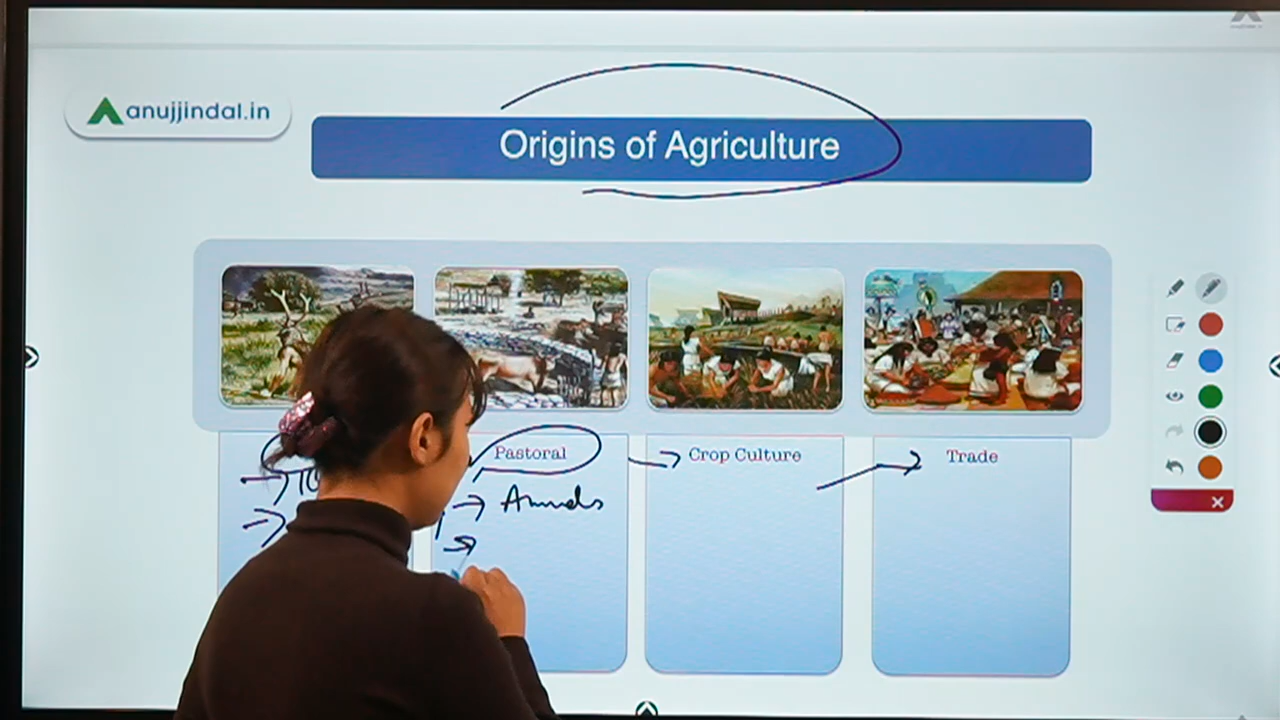 anujjindal.in
Origins of Agriculture
Pastoral
Crop Culture
Trade
Animals